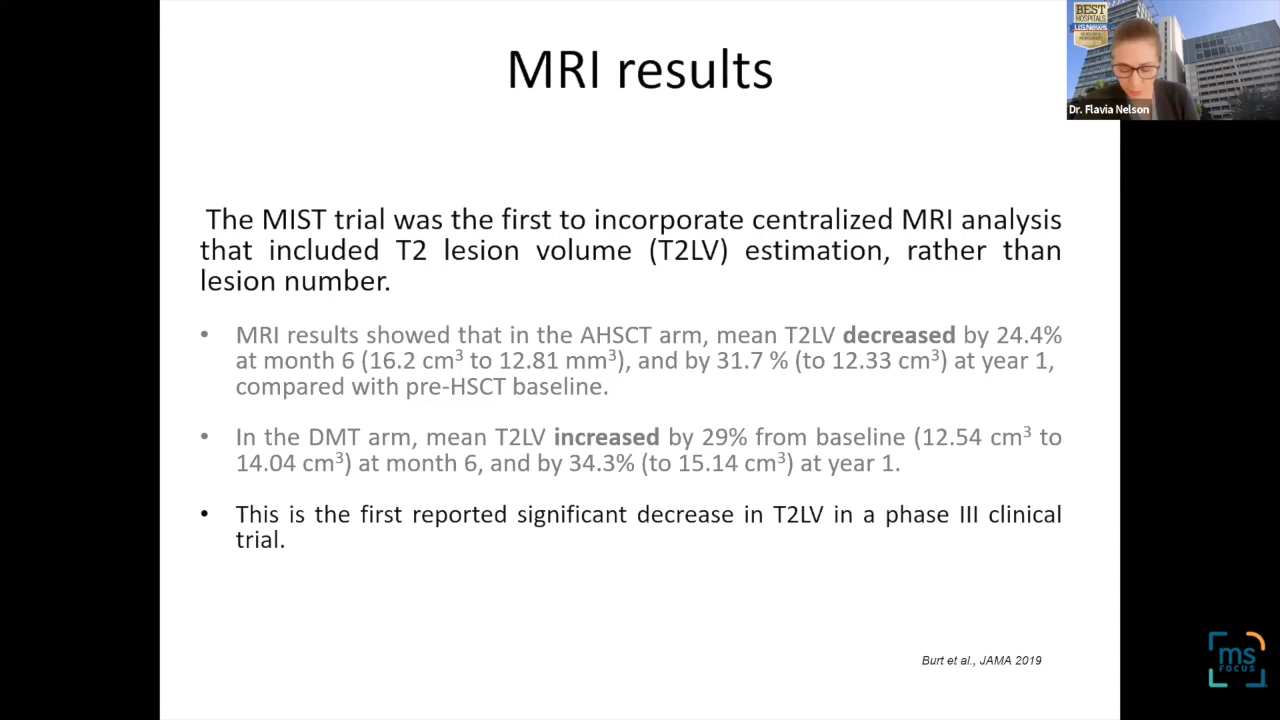 MRI results
BEST
HOSPITALS
U.S.News
Dr. Flavia Nelson
The MIST trial was the first to incorporate centralized MRI analysis
that included T2 lesion volume (T2LV) estimation, rather than
lesion number.
• MRI results showed that in the AHSCT arm, mean T2LV decreased by 24.4%
at month 6 (16.2 cm³ to 12.81 mm³), and by 31.7 % (to 12.33 cm³) at year 1,
compared with pre-HSCT baseline.
• In the DMT arm, mean T2LV increased by 29% from baseline (12.54 cm³ to
14.04 cm³) at month 6, and by 34.3% (to 15.14 cm³) at year 1.
• This is the first reported significant decrease in T2LV in a phase III clinical
trial.
Burt et al., JAMA 2019
ms
FOCUS